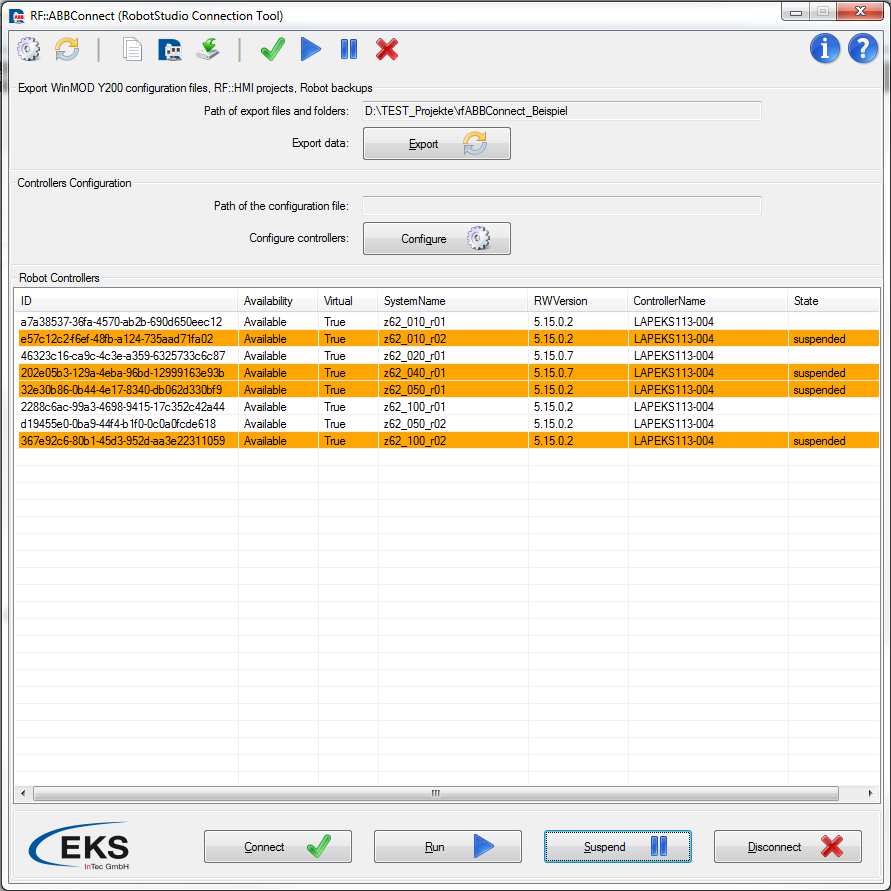 RF::ABBConnect (RobotStudio Connection Tool)
Export WinMOD Y200 configuration files, RF::HMI projects, Robot backups
Path of export files and folders: D:\TEST_Projekte\rfABBConnect_Beispiel
Export data: Export
Controllers Configuration
Path of the configuration file:
Configure controllers: Configure
Robot Controllers
ID Availability Virtual SystemName RWVersion ControllerName State
a7a38537-36fa-4570-ab2b-690d650eec12 Available True z62_010_r01 5.15.0.2 LAPEKS113-004
e57c12c2-f6ef-48fb-a124-735aad71fa02 Available True z62_010_r02 5.15.0.2 LAPEKS113-004 suspended
46323c16-ca9c-4c3e-a359-6325733c6c87 Available True z62_020_r01 5.15.0.7 LAPEKS113-004
202e05b3-129a-4eba-96bd-12999163e93b Available True z62_040_r01 5.15.0.7 LAPEKS113-004 suspended
32e30b86-0b44-4e17-8340-db062d330bf9 Available True z62_050_r01 5.15.0.2 LAPEKS113-004 suspended
2288c6ac-99a3-4698-9415-17c352c42a44 Available True z62_100_r01 5.15.0.2 LAPEKS113-004
d19455e0-0ba9-44f4-b1f0-0c0a0fcde618 Available True z62_050_r02 5.15.0.2 LAPEKS113-004
367e92c6-80b1-45d3-952d-aa3e22311059 Available True z62_100_r02 5.15.0.2 LAPEKS113-004 suspended
EKS
InTec GmbH
Connect Run Suspend Disconnect